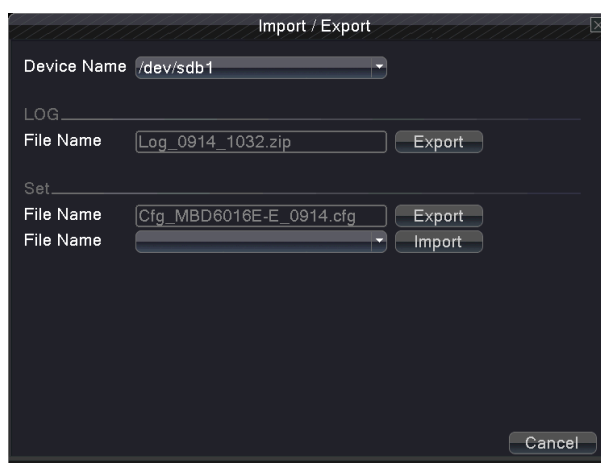 Import / Export
Device Name /dev/sdb1
LOG
File Name Log_0914_1032.zip Export
Set
File Name Cfg_MBD6016E-E_0914.cfg Export
File Name Import
Cancel